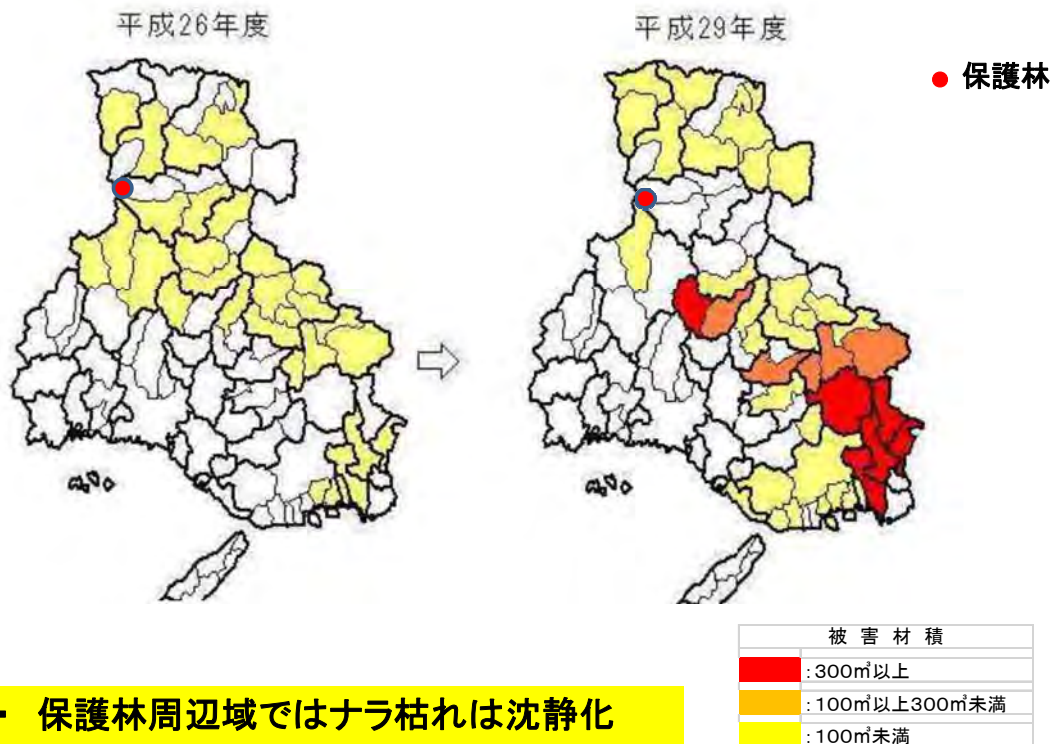 平成26年度
平成29年度
● 保護林
被害材積
:300㎥以上
:100㎥以上300㎥未満
:100㎥未満
・ 保護林周辺域ではナラ枯れは沈静化